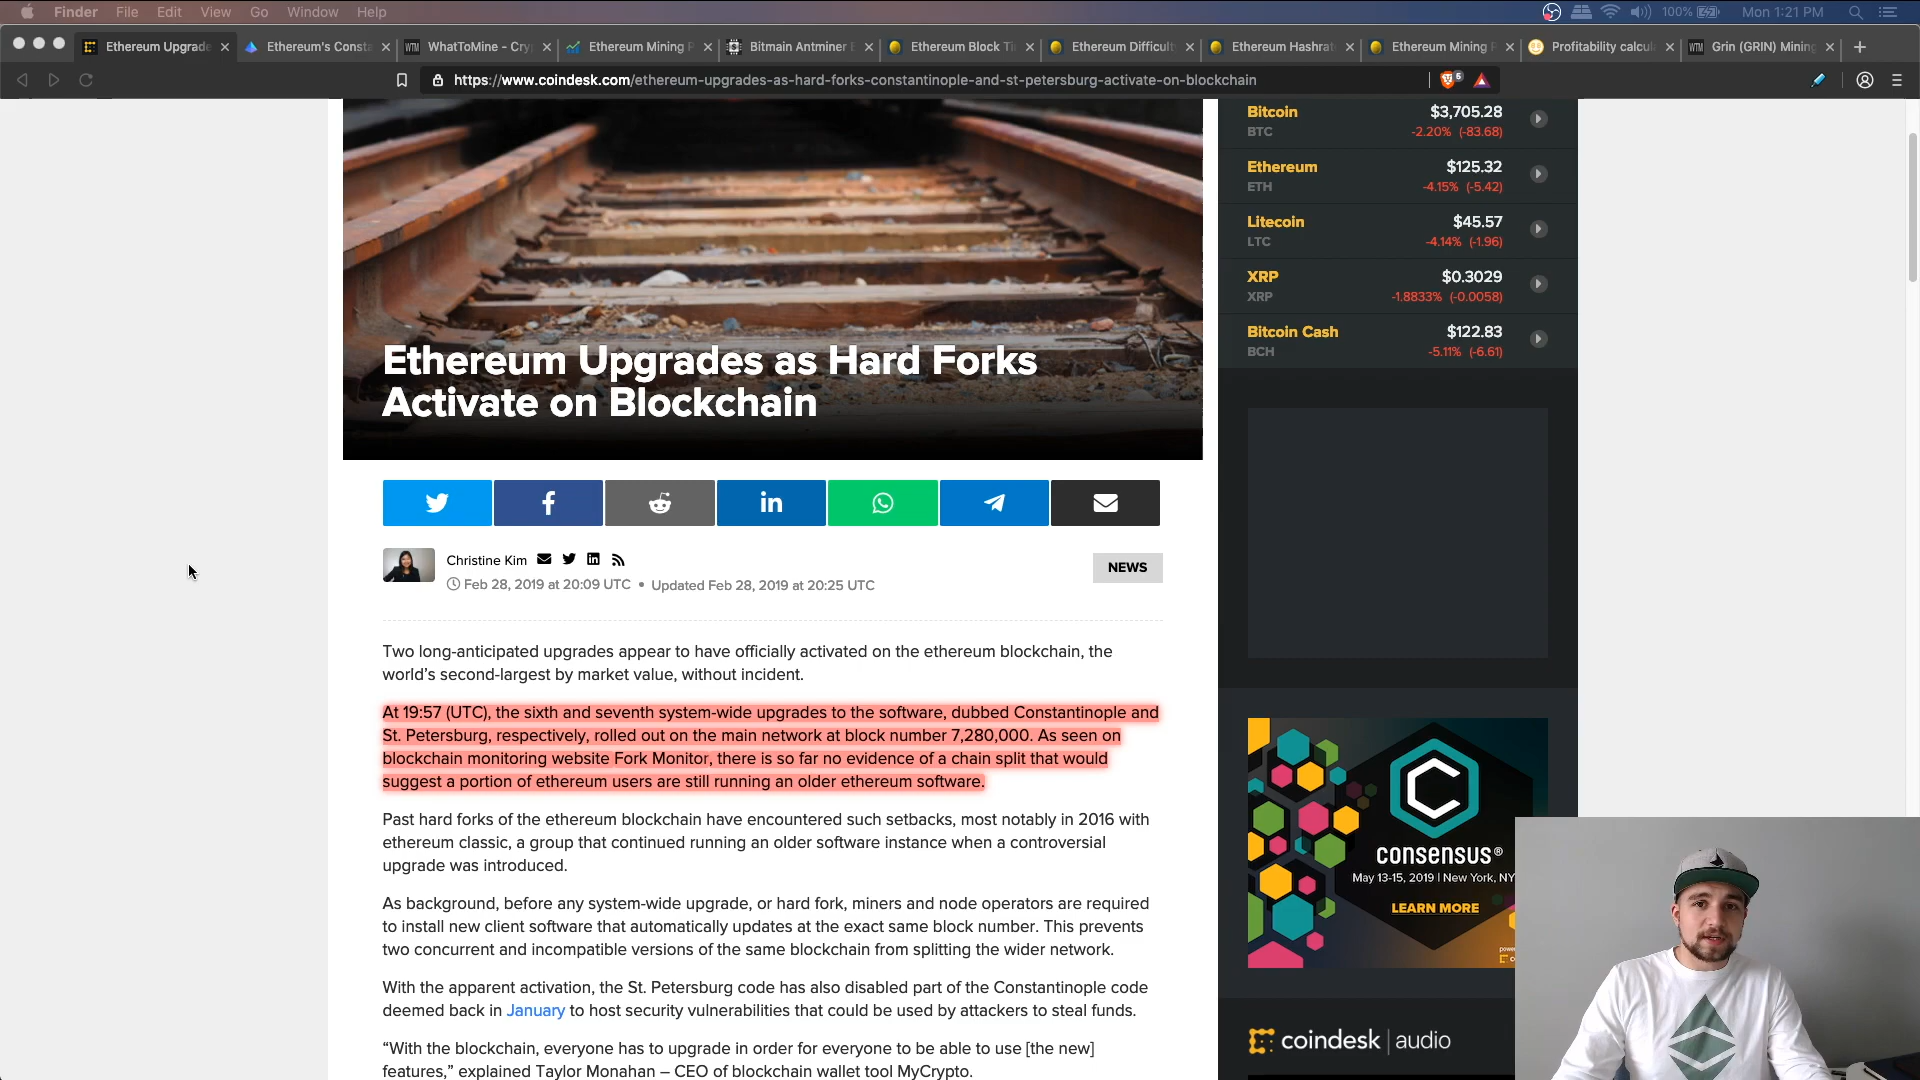 Finder File Edit View Go Window Help
100% Mon 1:21 PM
Ethereum Upgrade
Ethereum's Consta
WTM WhatToMine - Cry
Ethereum Mining P
Bitmain Antminer E
Ethereum Block Ti
Ethereum Difficult
Ethereum Hashrat
Ethereum Mining P
Profitability calcul
WTM Grin (GRIN) Mining
https://www.coindesk.com/ethereum-upgrades-as-hard-forks-constantinople-and-st-petersburg-activate-on-blockchain
5
Ethereum Upgrades as Hard Forks
Activate on Blockchain
Christine Kim
Feb 28, 2019 at 20:09 UTC • Updated Feb 28, 2019 at 20:25 UTC
NEWS
Two long-anticipated upgrades appear to have officially activated on the ethereum blockchain, the
world’s second-largest by market value, without incident.
At 19:57 (UTC), the sixth and seventh system-wide upgrades to the software, dubbed Constantinople and
St. Petersburg, respectively, rolled out on the main network at block number 7,280,000. As seen on
blockchain monitoring website Fork Monitor, there is so far no evidence of a chain split that would
suggest a portion of ethereum users are still running an older ethereum software.
Past hard forks of the ethereum blockchain have encountered such setbacks, most notably in 2016 with
ethereum classic, a group that continued running an older software instance when a controversial
upgrade was introduced.
As background, before any system-wide upgrade, or hard fork, miners and node operators are required
to install new client software that automatically updates at the exact same block number. This prevents
two concurrent and incompatible versions of the same blockchain from splitting the wider network.
With the apparent activation, the St. Petersburg code has also disabled part of the Constantinople code
deemed back in January to host security vulnerabilities that could be used by attackers to steal funds.
“With the blockchain, everyone has to upgrade in order for everyone to be able to use [the new]
features,” explained Taylor Monahan – CEO of blockchain wallet tool MyCrypto.
Bitcoin $3,705.28
BTC -2.20% (-83.68)
Ethereum $125.32
ETH -4.15% (-5.42)
Litecoin $45.57
LTC -4.14% (-1.96)
XRP $0.3029
XRP -1.8833% (-0.0058)
Bitcoin Cash $122.83
BCH -5.11% (-6.61)
consensus®
May 13-15, 2019 | New York, NY
LEARN MORE
coindesk | audio